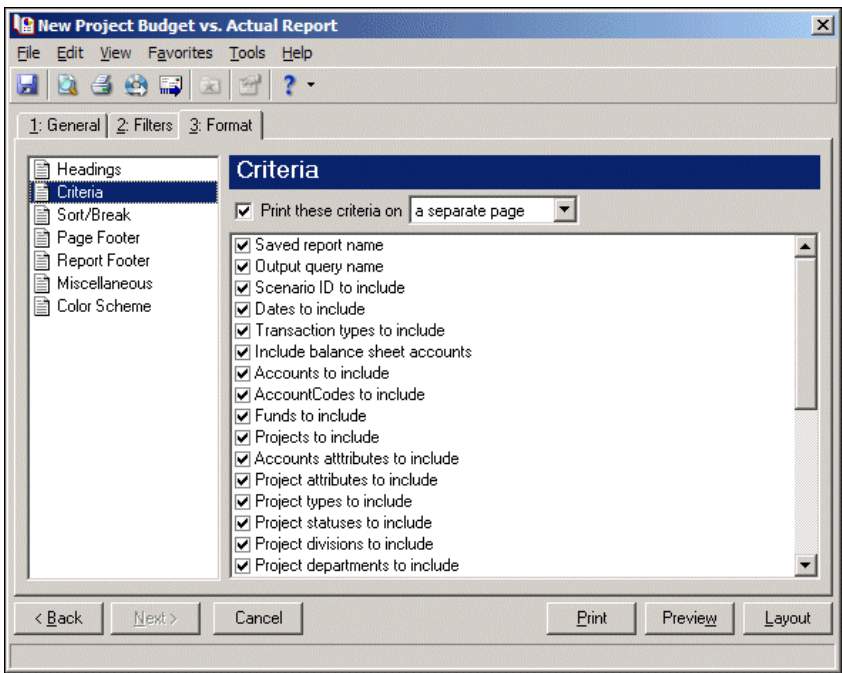 New Project Budget vs. Actual Report
File Edit View Favorites Tools Help
1: General 2: Filters 3: Format
Headings
Criteria
Sort/Break
Page Footer
Report Footer
Miscellaneous
Color Scheme
Criteria
Print these criteria on a separate page
Saved report name
Output query name
Scenario ID to include
Dates to include
Transaction types to include
Include balance sheet accounts
Accounts to include
AccountCodes to include
Funds to include
Projects to include
Accounts atttributes to include
Project attributes to include
Project types to include
Project statuses to include
Project divisions to include
Project departments to include
< Back Next > Cancel Print Preview Layout